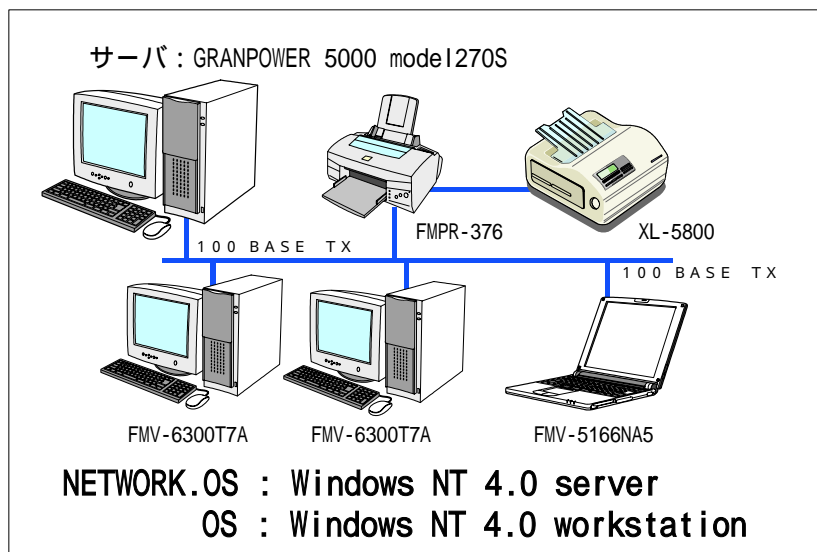 サーバ：GRANPOWER 5000 model270S
FMPR-376
XL-5800
100 BASE TX
100 BASE TX
FMV-6300T7A
FMV-6300T7A
FMV-5166NA5
NETWORK.OS : Windows NT 4.0 server
OS : Windows NT 4.0 workstation